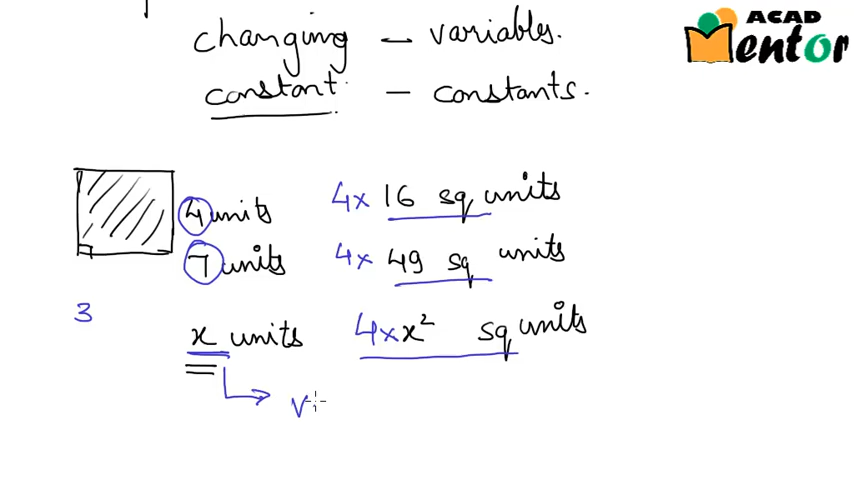 ACAD
Mentor
changing – variables.
constant – constants.
4 units 4x 16 sq units
7 units 4x 49 sq units
3
x units 4xx² sq units
v